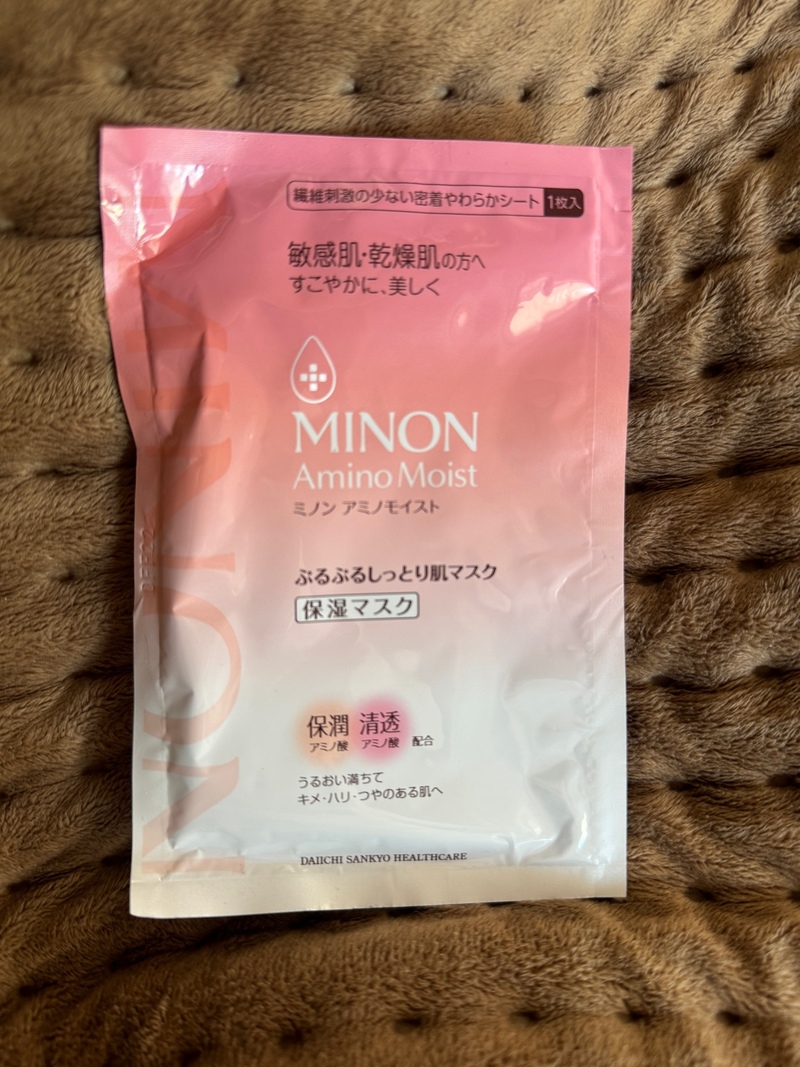 繊維刺激の少ない密着やわらかシート 1枚入
敏感肌・乾燥肌の方へ
すこやかに、美しく
MINON
Amino Moist
ミノン アミノモイスト
ぷるぷるしっとり肌マスク
保湿マスク
保潤 清透
アミノ酸 アミノ酸 配合
うるおい満ちて
キメ・ハリ・つやのある肌へ
DAIICHI SANKYO HEALTHCARE
MINON